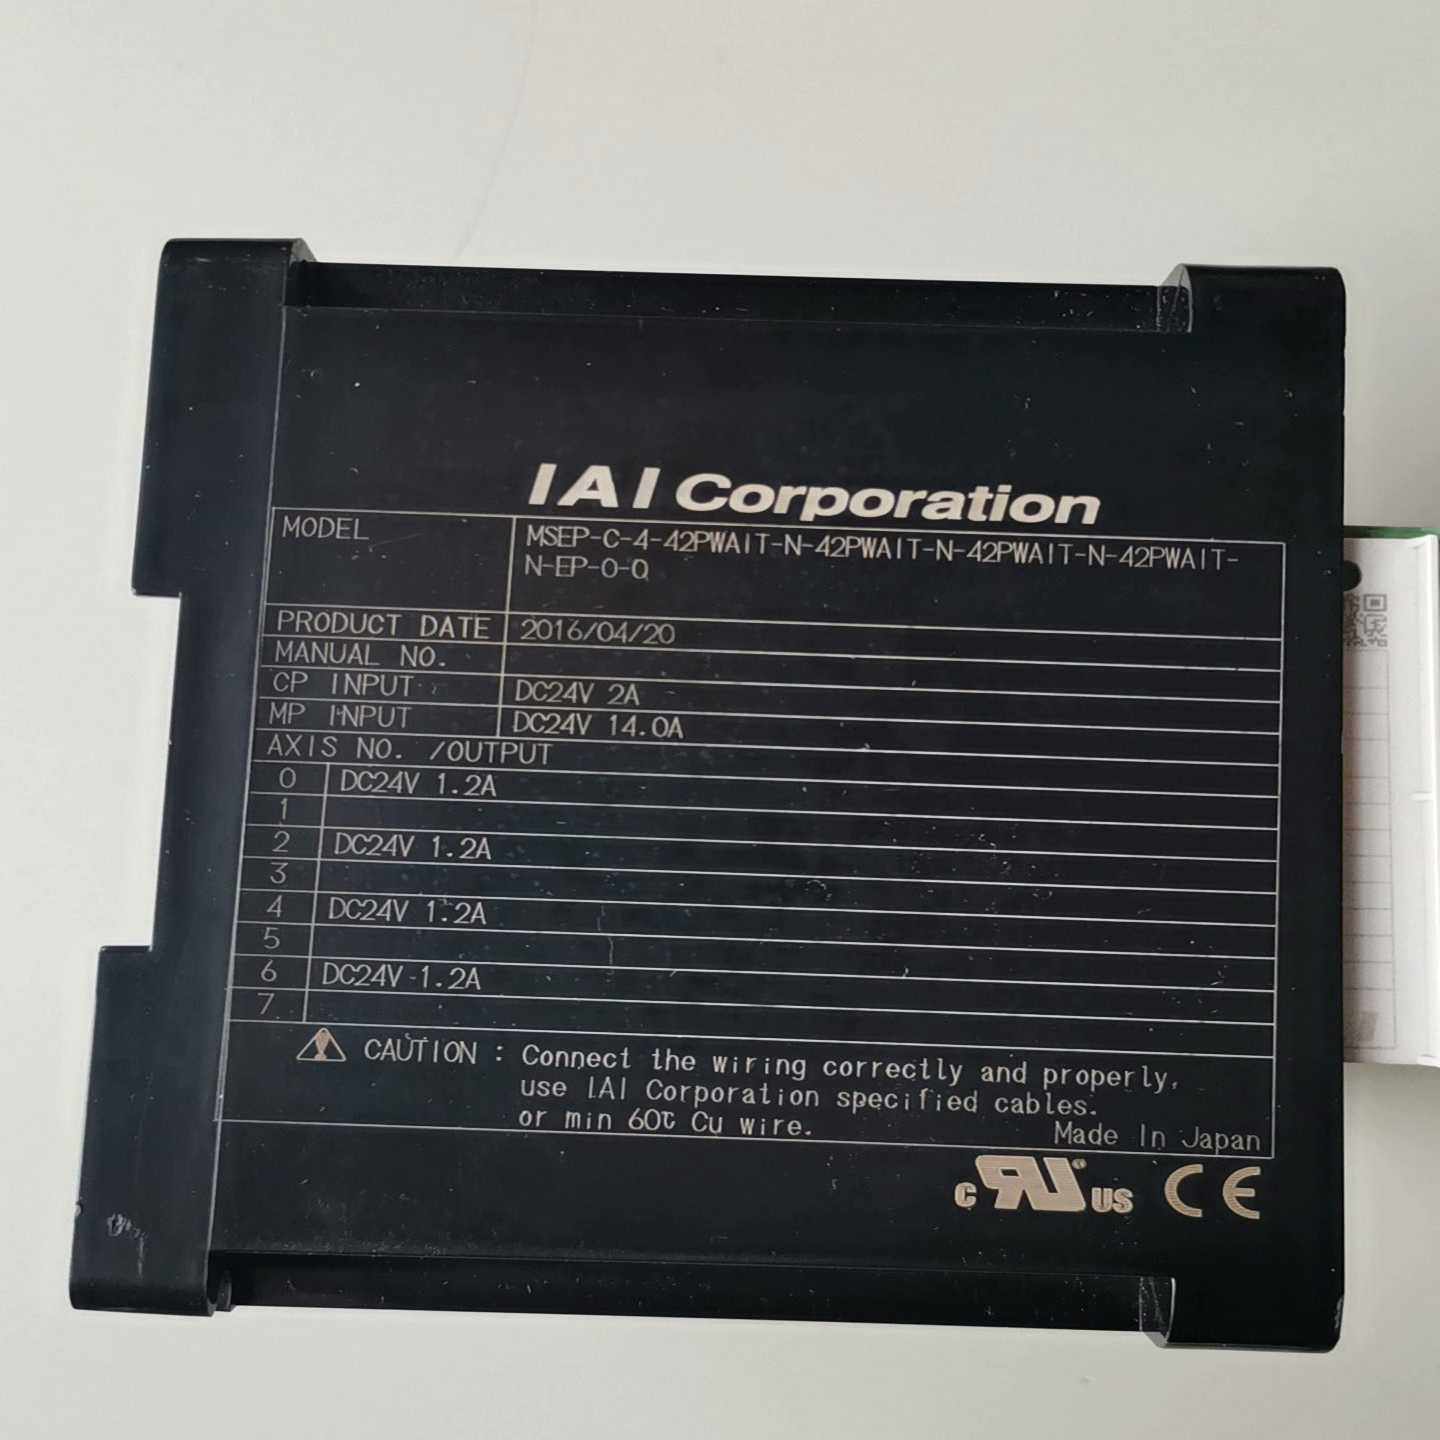 IAI Corporation
MODEL MSEP-C-4-42PWAIT-N-42PWAIT-N-42PWAIT-N-42PWAIT-
N-EP-0-Q
PRODUCT DATE 2016/04/20
MANUAL NO.
CP INPUT DC24V 2A
MP INPUT DC24V 14.0A
AXIS NO. /OUTPUT
0 DC24V 1.2A
1
2 DC24V 1.2A
3
4 DC24V 1.2A
5
6 DC24V 1.2A
7
CAUTION : Connect the wiring correctly and properly,
use IAI Corporation specified cables.
or min 60℃ Cu wire.
Made In Japan
c RU US CE